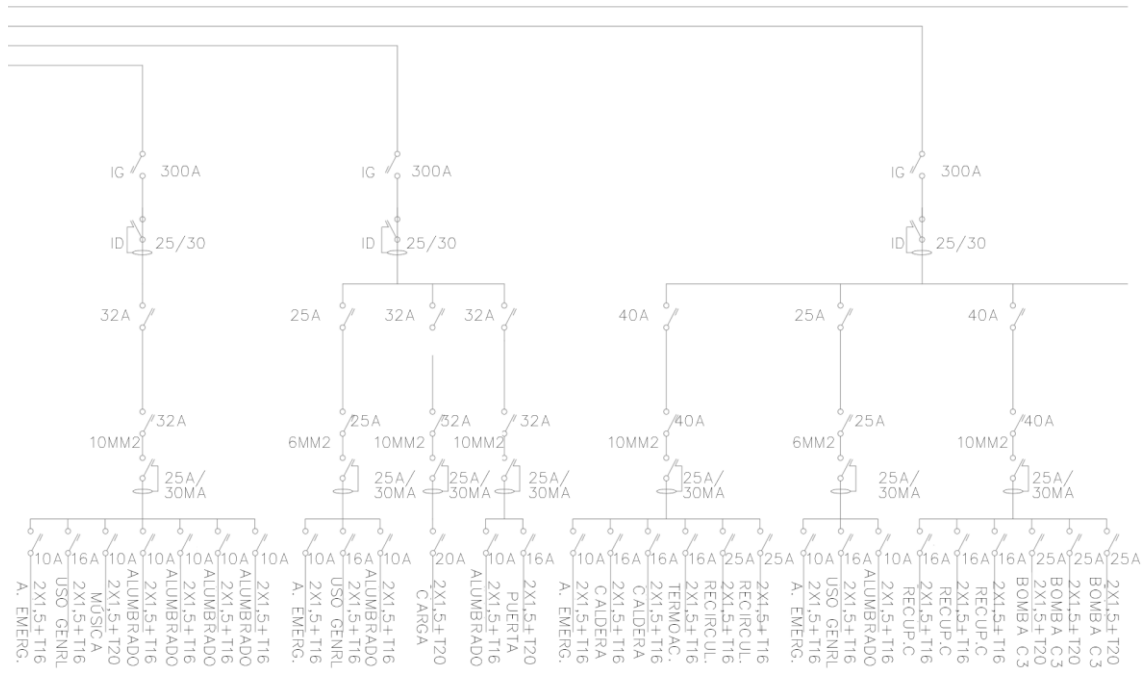 IG 300A
IG 300A
IG 300A
ID 25/30
ID 25/30
ID 25/30
32A
25A
32A
32A
40A
25A
40A
32A
25A
32A
32A
40A
25A
40A
10MM2
6MM2
10MM2
10MM2
10MM2
6MM2
10MM2
25A/
30MA
25A/
30MA
25A/
30MA
25A/
30MA
25A/
30MA
25A/
30MA
25A/
30MA
10A
16A
10A
10A
10A
10A
10A
10A
16A
10A
20A
10A
16A
10A
16A
16A
16A
25A
25A
10A
16A
10A
16A
16A
16A
25A
25A
25A
A. EMERG.
2X1,5+T16
USO GENRL
2X1,5+T16
MÚSICA
2X1,5+T20
ALUMBRADO
2X1,5+T16
ALUMBRADO
2X1,5+T16
ALUMBRADO
2X1,5+T16
ALUMBRADO
2X1,5+T16
A. EMERG.
2X1,5+T16
USO GENRL
2X1,5+T16
ALUMBRADO
2X1,5+T16
CARGA
2X1,5+T20
ALUMBRADO
2X1,5+T16
PUERTA
2X1,5+T20
A. EMERG.
2X1,5+T16
CALDERA
2X1,5+T16
CALDERA
2X1,5+T16
TERMOAC.
2X1,5+T16
RECIRCUL.
2X1,5+T16
RECIRCUL.
2X1,5+T16
A. EMERG.
2X1,5+T16
USO GENRL
2X1,5+T16
ALUMBRADO
2X1,5+T16
RECUP.C
2X1,5+T16
RECUP.C
2X1,5+T16
RECUP.C
2X1,5+T16
BOMBA C3
2X1,5+T20
BOMBA C3
2X1,5+T20
BOMBA C3
2X1,5+T20